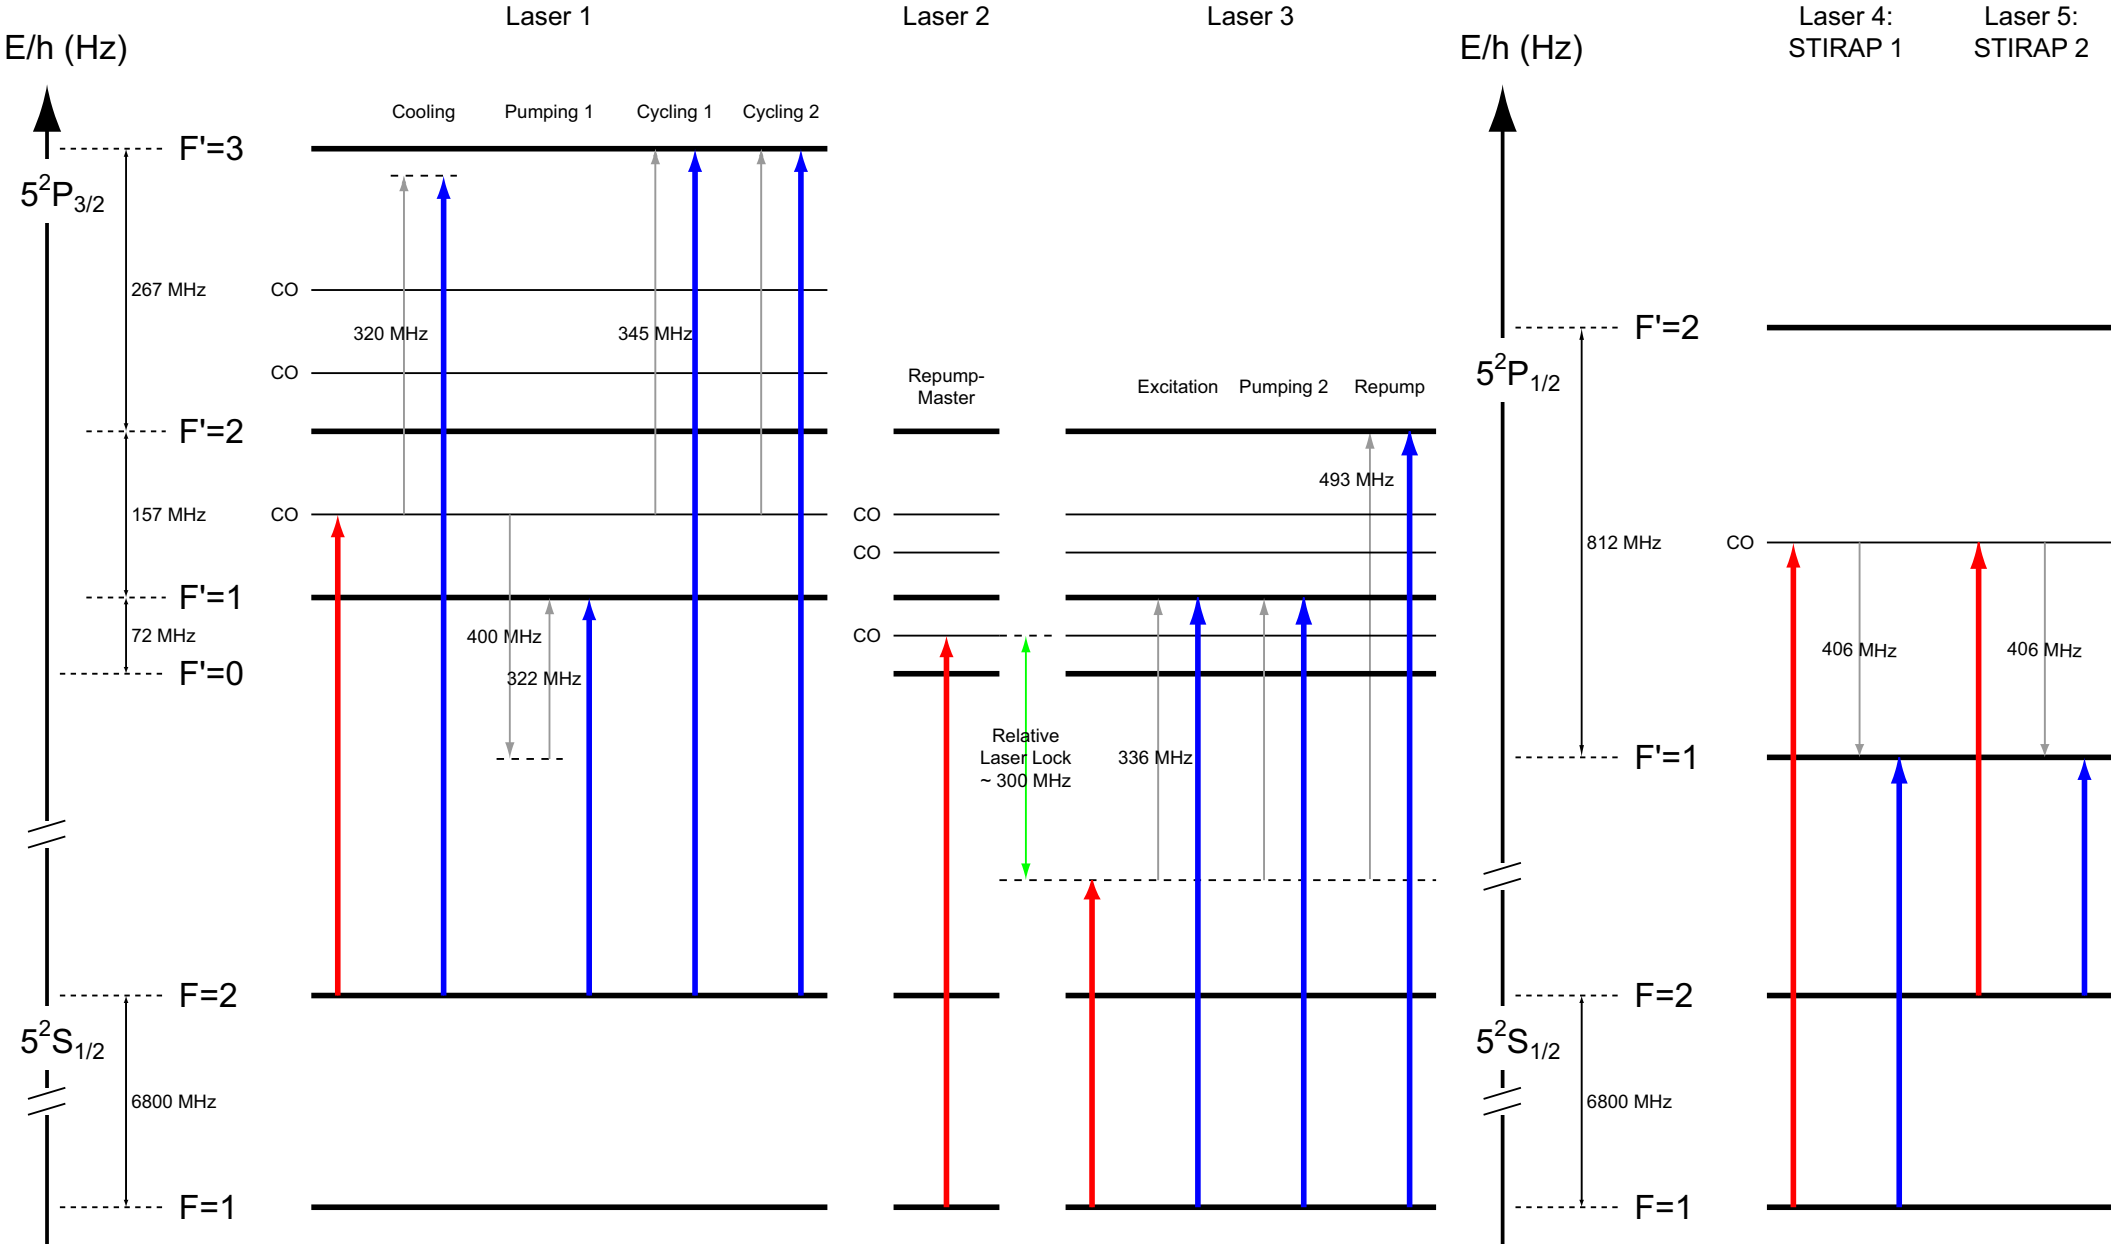 Laser 1
Laser 2
Laser 3
Laser 4:
STIRAP 1
Laser 5:
STIRAP 2
E/h (Hz)
E/h (Hz)
Cooling
Pumping 1
Cycling 1
Cycling 2
F'=3
5²P₃/₂
267 MHz
CO
320 MHz
345 MHz
CO
F'=2
157 MHz
CO
F'=1
72 MHz
400 MHz
F'=0
322 MHz
F=2
5²S₁/₂
6800 MHz
F=1
Repump-
Master
CO
CO
CO
Relative
Laser Lock
~ 300 MHz
Excitation
Pumping 2
Repump
493 MHz
336 MHz
F'=2
5²P₁/₂
812 MHz
CO
406 MHz
406 MHz
F'=1
F=2
5²S₁/₂
6800 MHz
F=1